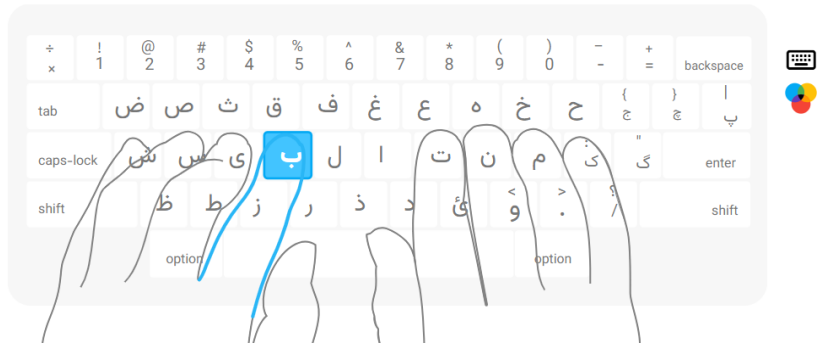 ÷ ! @ # $ % ^ & * ( ) – +
× 1 2 3 4 5 6 7 8 9 0 - = backspace
tab ض ص ث ق ف غ ع ه خ ح { ج } چ | پ
caps-lock ش س ی ب ل ا ت ن م : ک " گ enter
shift ظ ط ز ر ذ د ئ < و > . ؟ / shift
option option